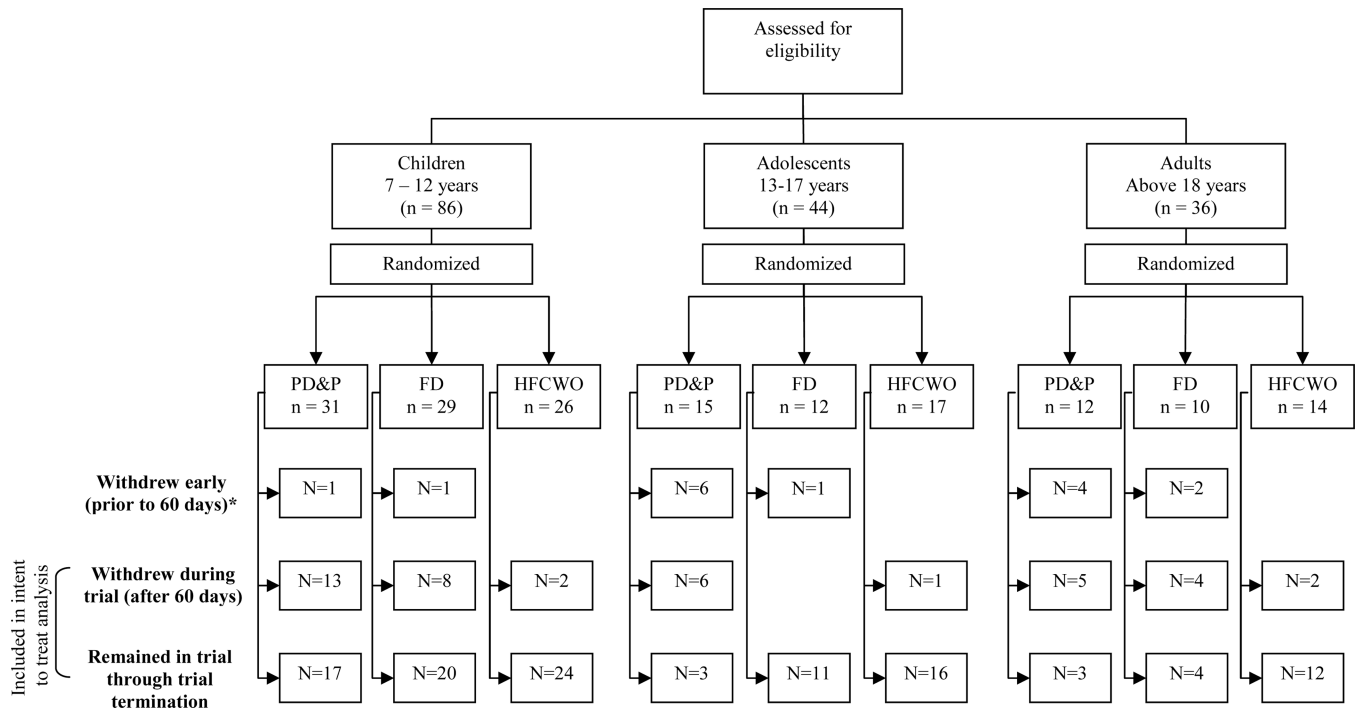 Assessed for
eligibility
Children
7 – 12 years
(n = 86)
Adolescents
13-17 years
(n = 44)
Adults
Above 18 years
(n = 36)
Randomized
Randomized
Randomized
PD&P
n = 31
FD
n = 29
HFCWO
n = 26
PD&P
n = 15
FD
n = 12
HFCWO
n = 17
PD&P
n = 12
FD
n = 10
HFCWO
n = 14
Withdrew early
(prior to 60 days)*
N=1
N=1
N=6
N=1
N=4
N=2
Included in intent
to treat analysis
Withdrew during
trial (after 60 days)
N=13
N=8
N=2
N=6
N=1
N=5
N=4
N=2
Remained in trial
through trial
termination
N=17
N=20
N=24
N=3
N=11
N=16
N=3
N=4
N=12